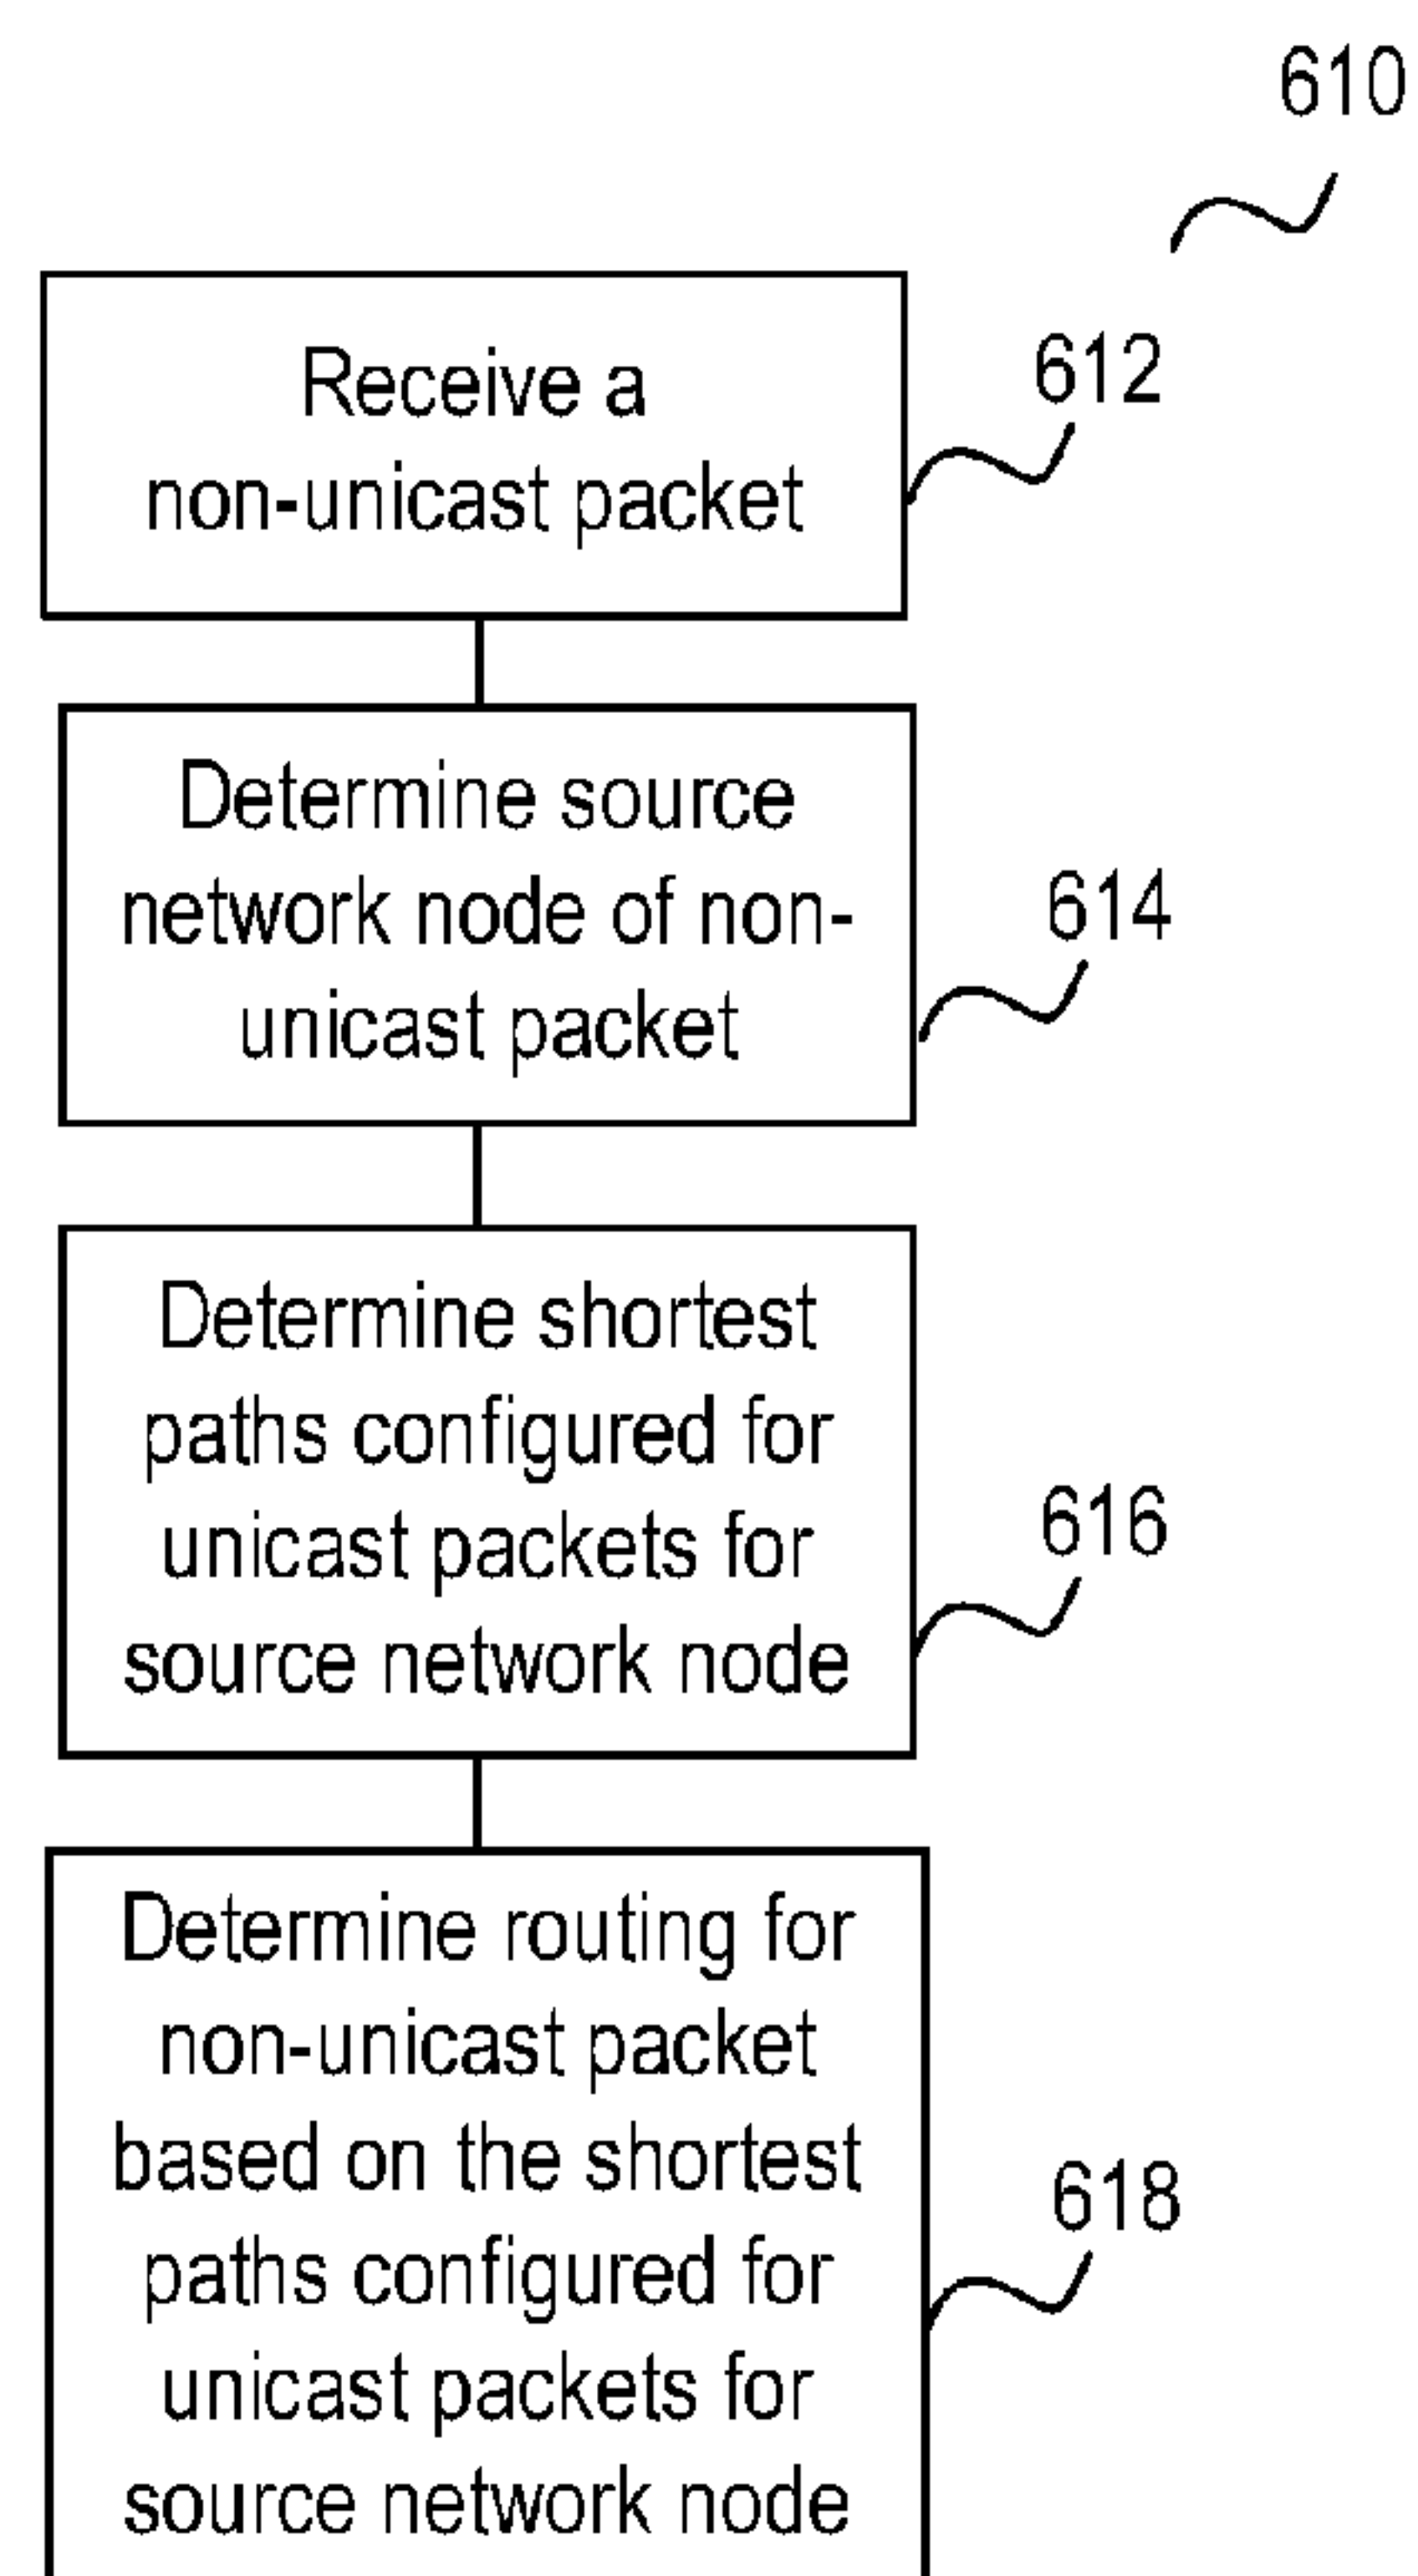 610
Receive a
non-unicast packet
612
Determine source
network node of non-
unicast packet
614
Determine shortest
paths configured for
unicast packets for
source network node
616
Determine routing for
non-unicast packet
based on the shortest
paths configured for
unicast packets for
source network node
618